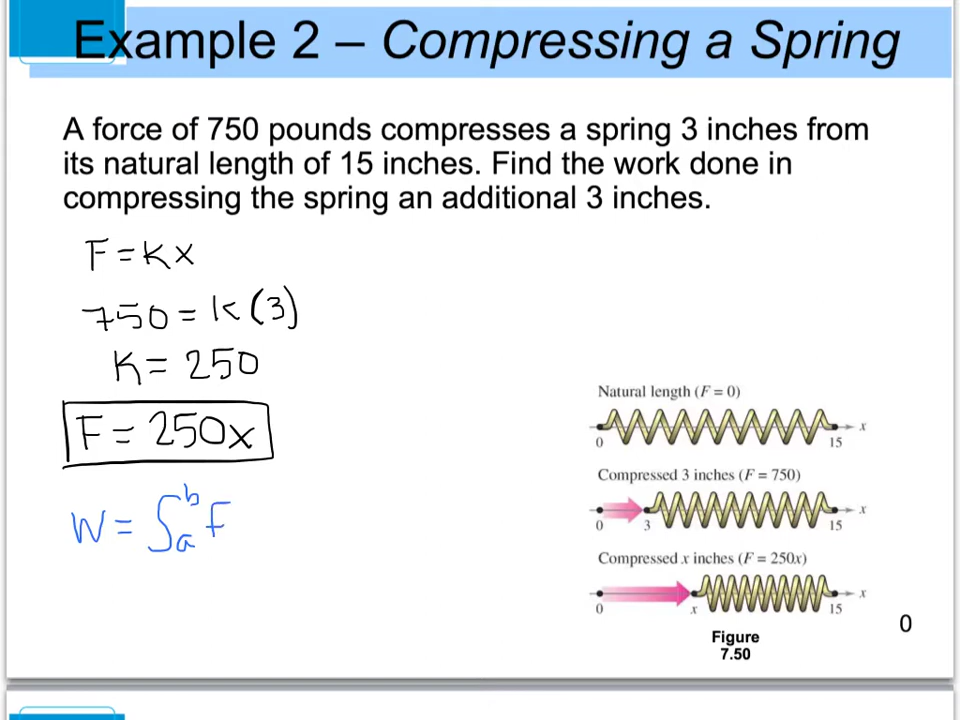 Example 2 – Compressing a Spring
A force of 750 pounds compresses a spring 3 inches from
its natural length of 15 inches. Find the work done in
compressing the spring an additional 3 inches.
F = Kx
750 = K(3)
K = 250
F = 250x
W = ∫ₐᵇ F
Natural length (F = 0)
0 15 x
Compressed 3 inches (F = 750)
0 3 15 x
Compressed x inches (F = 250x)
0 x 15 x
0
Figure
7.50